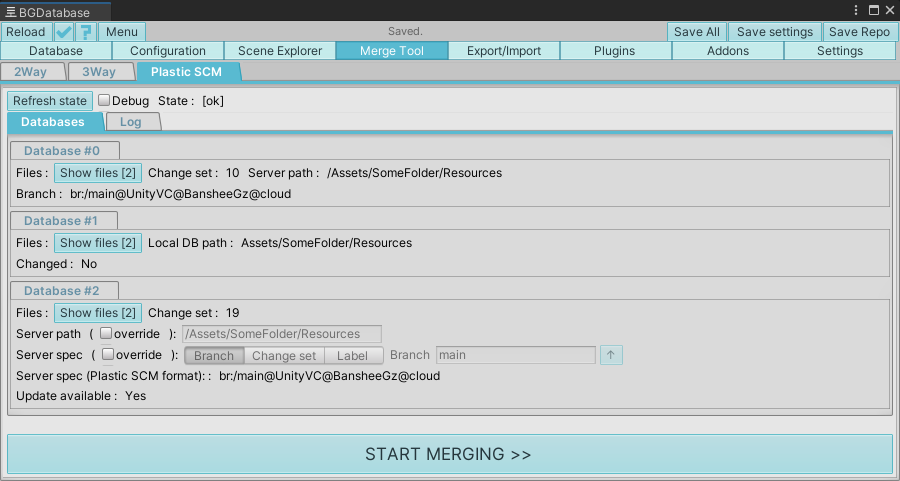 BGDatabase
Reload ? Menu Saved. Save All Save settings Save Repo
Database Configuration Scene Explorer Merge Tool Export/Import Plugins Addons Settings
2Way 3Way Plastic SCM
Refresh state Debug State : [ok]
Databases Log
Database #0
Files : Show files [2] Change set : 10 Server path : /Assets/SomeFolder/Resources
Branch : br:/main@UnityVC@BansheeGz@cloud
Database #1
Files : Show files [2] Local DB path : Assets/SomeFolder/Resources
Changed : No
Database #2
Files : Show files [2] Change set : 19
Server path ( override ): /Assets/SomeFolder/Resources
Server spec ( override ): Branch Change set Label Branch main ↑
Server spec (Plastic SCM format): : br:/main@UnityVC@BansheeGz@cloud
Update available : Yes
START MERGING >>